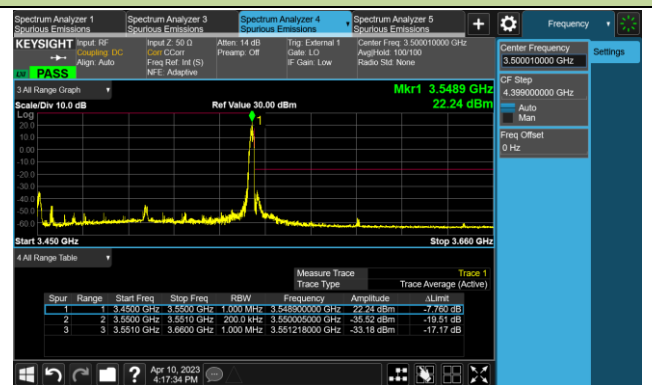 Spectrum Analyzer 1 Spurious Emissions
Spectrum Analyzer 3 Spurious Emissions
Spectrum Analyzer 4 Spurious Emissions
Spectrum Analyzer 5 Spurious Emissions
+
Frequency
KEYSIGHT
Input: RF
Coupling: DC
Align: Auto
Input Z: 50 Ω
Corr CCorr
Freq Ref: Int (S)
NFE: Adaptive
Atten: 14 dB
Preamp: Off
Trig: External 1
Gate: LO
IF Gain: Low
Center Freq: 3.500010000 GHz
Avg|Hold: 100/100
Radio Std: None
LXI PASS
3 All Range Graph
Mkr1 3.5489 GHz
Scale/Div 10.0 dB
Ref Value 30.00 dBm
22.24 dBm
Log
20.0
10.0
0.00
-10.0
-20.0
-30.0
-40.0
-50.0
-60.0
1
Start 3.450 GHz
Stop 3.660 GHz
4 All Range Table
Measure Trace Trace 1
Trace Type Trace Average (Active)
Spur Range Start Freq Stop Freq RBW Frequency Amplitude ΔLimit
1 1 3.4500 GHz 3.5500 GHz 1.000 MHz 3.548900000 GHz 22.24 dBm -7.760 dB
2 2 3.5500 GHz 3.5510 GHz 200.0 kHz 3.550005000 GHz -35.52 dBm -19.51 dB
3 3 3.5510 GHz 3.6600 GHz 1.000 MHz 3.551218000 GHz -33.18 dBm -17.17 dB
Center Frequency
3.500010000 GHz
Settings
CF Step
4.399000000 GHz
Auto
Man
Freq Offset
0 Hz
?
Apr 10, 2023
4:17:34 PM